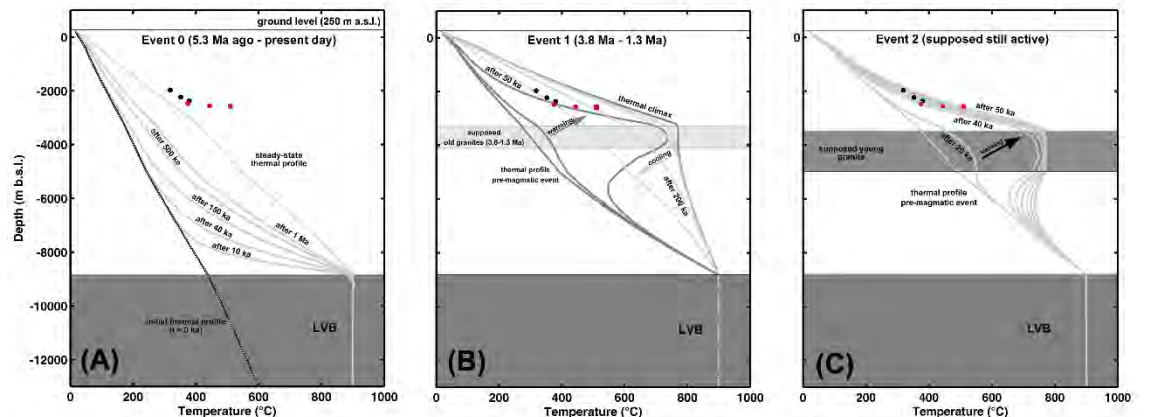 ground level (250 m a.s.l.)
Event 0 (5.3 Ma ago - present day)
Event 1 (3.8 Ma - 1.3 Ma)
Event 2 (supposed still active)
0
-2000
-4000
-6000
-8000
-10000
-12000
Depth (m b.s.l.)
steady-state
thermal profile
after 500 ka
after 150 ka
after 40 ka
after 10 ka
after 1 Ma
initial thermal profile
(t = 0 ka)
LVB
(A)
0 200 400 600 800 1000
Temperature (°C)
0
after 50 ka
thermal climax
warming
supposed
old granites (3.8-1.3 Ma)
cooling
thermal profile
pre-magmatic event
after 200 ka
LVB
(B)
0 200 400 600 800 1000
Temperature (°C)
0
after 50 ka
after 40 ka
after 20 ka
warming
supposed young
granite
thermal profile
pre-magmatic event
LVB
(C)
0 200 400 600 800 1000
Temperature (°C)